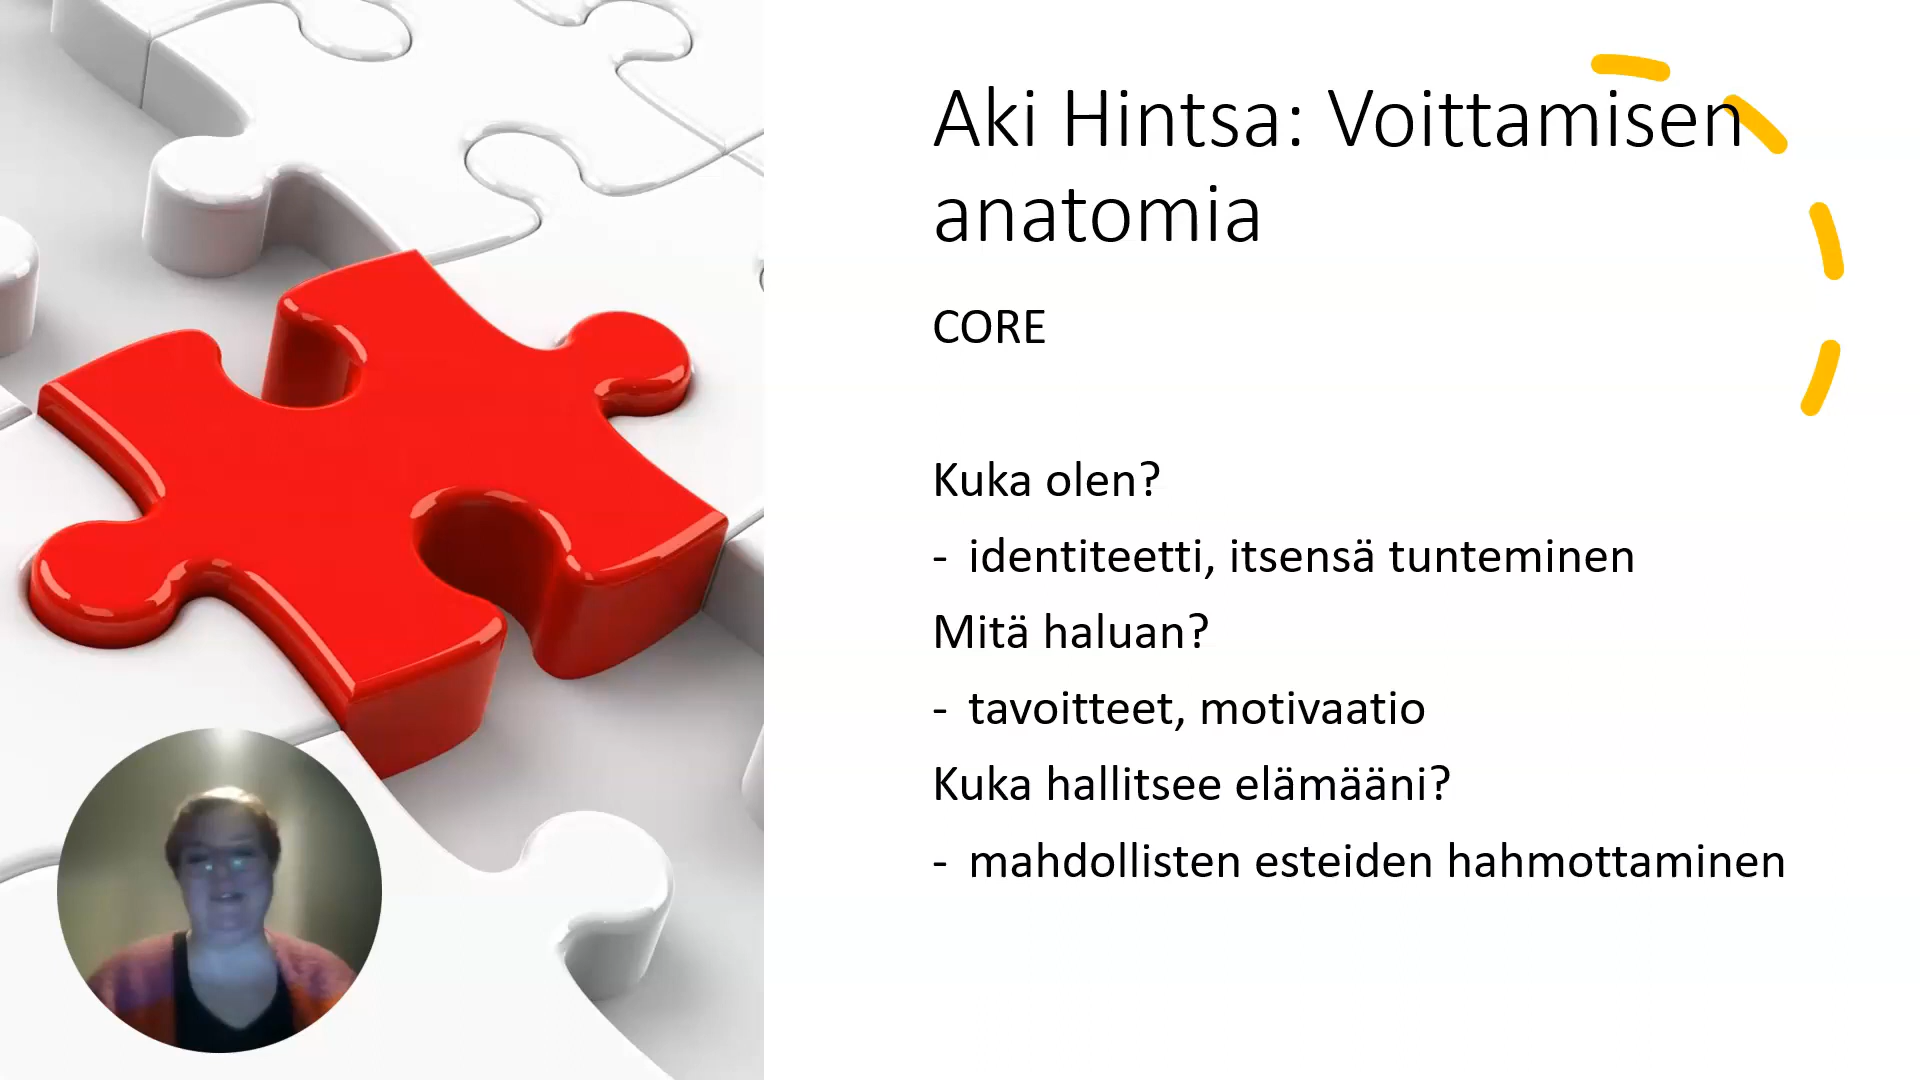 Aki Hintsa: Voittamisen
anatomia
CORE
Kuka olen?
- identiteetti, itsensä tunteminen
Mitä haluan?
- tavoitteet, motivaatio
Kuka hallitsee elämääni?
- mahdollisten esteiden hahmottaminen